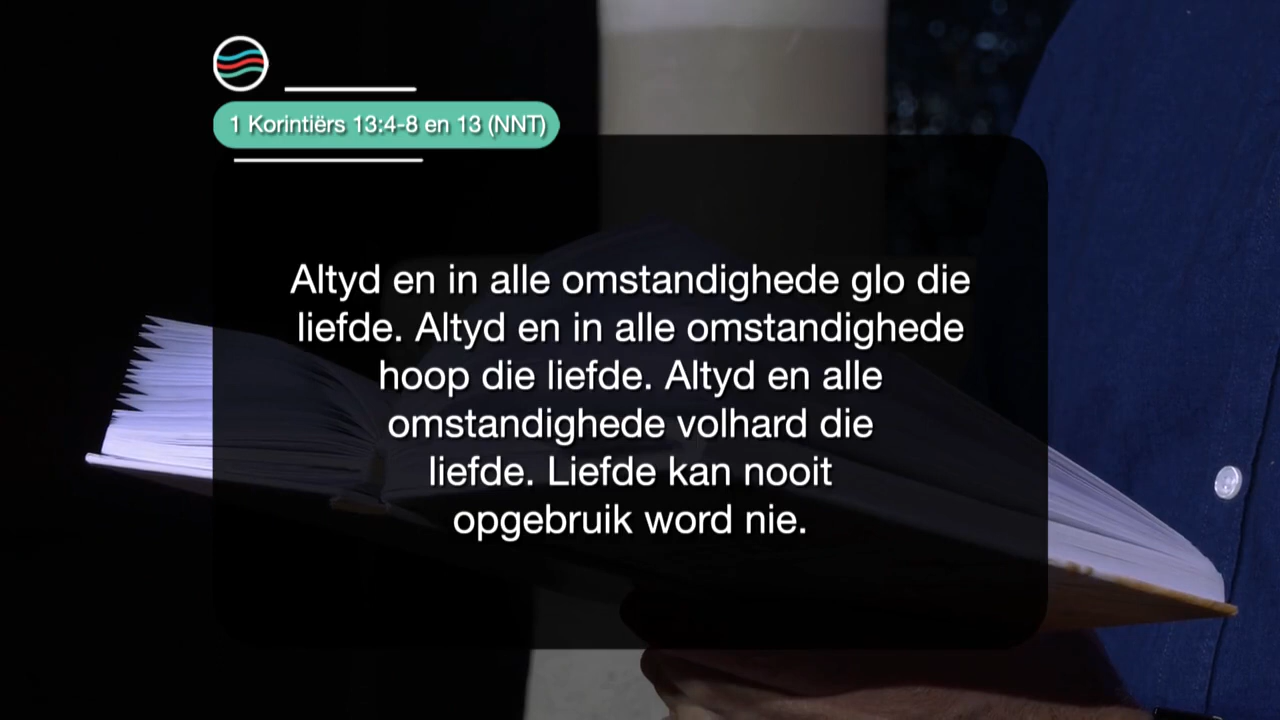 1 Korintiërs 13:4-8 en 13 (NNT)
Altyd en in alle omstandighede glo die
liefde. Altyd en in alle omstandighede
hoop die liefde. Altyd en alle
omstandighede volhard die
liefde. Liefde kan nooit
opgebruik word nie.